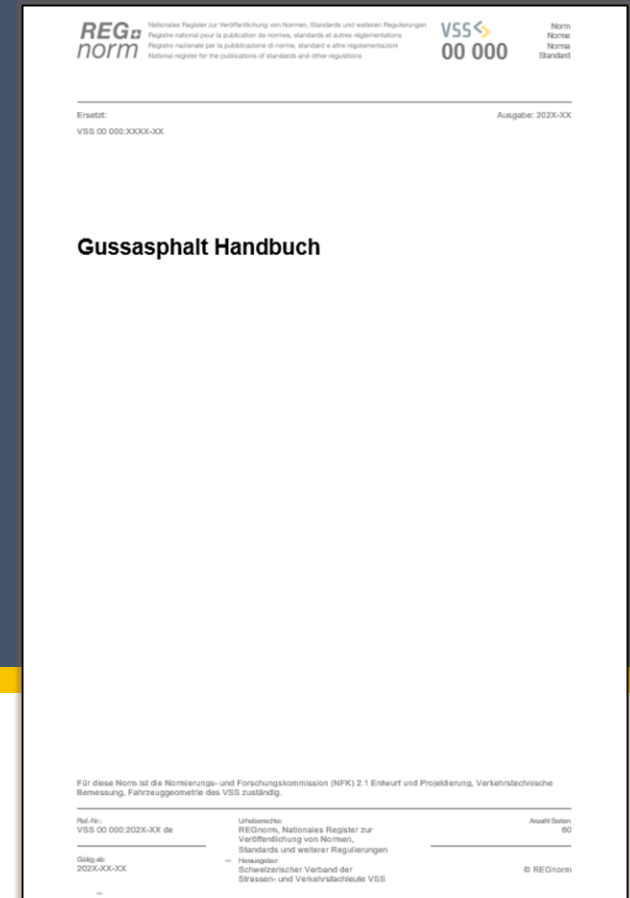 REG norm
Nationales Register zur Veröffentlichung von Normen, Standards und weiteren Regulierungen
Registre national pour la publication de normes, standards et autres réglementations
Registro nazionale per la pubblicazione di norme, standard e altre regolamentazioni
National register for the publications of standards and other regulations
VSS
00 000
Norm
Norme
Norma
Standard
Ersetzt:
Ausgabe: 202X-XX
VSS 00 000:XXXX-XX
Gussasphalt Handbuch
Für diese Norm ist die Normierungs- und Forschungskommission (NFK) 2.1 Entwurf und Projektierung, Verkehrstechnische
Bemessung, Fahrzeuggeometrie des VSS zuständig.
Ref.-Nr.:
VSS 00 000:202X-XX de
Gültig ab:
202X-XX-XX
Urheberrechte:
REGnorm, Nationales Register zur
Veröffentlichung von Normen,
Standards und weiterer Regulierungen
Herausgeber:
Schweizerischer Verband der
Strassen- und Verkehrsfachleute VSS
Anzahl Seiten
60
© REGnorm